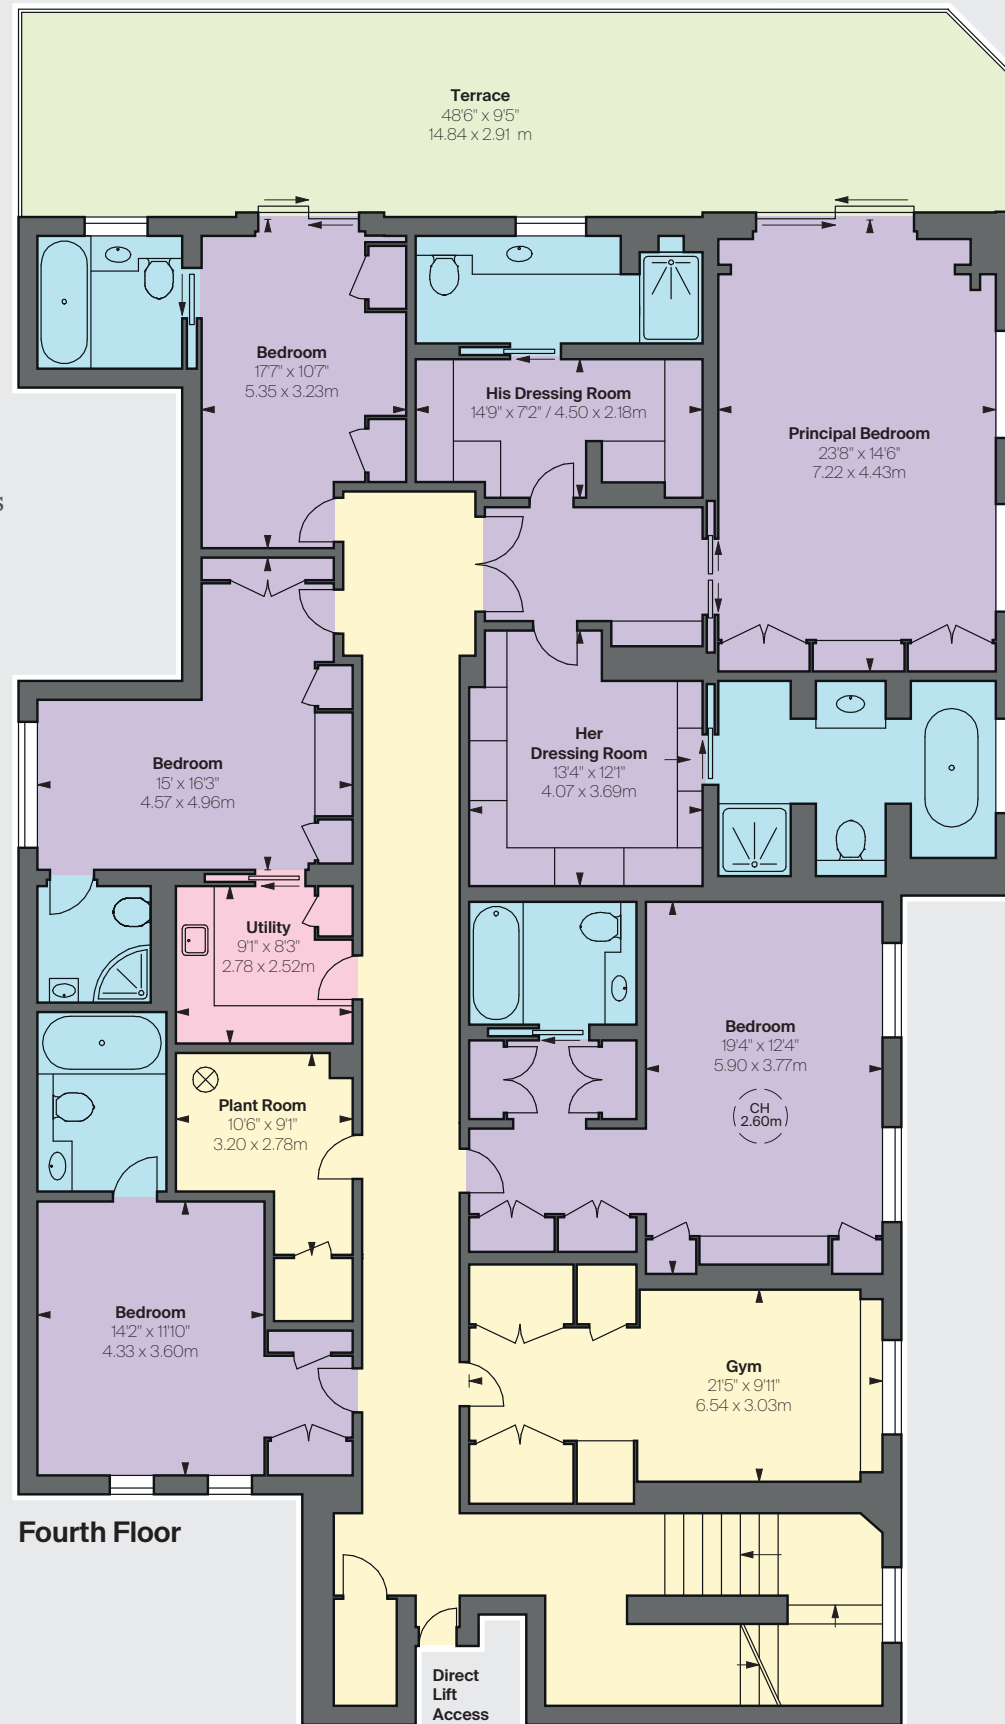 Terrace
48'6" x 9'5"
14.84 x 2.91 m
Bedroom
17'7" x 10'7"
5.35 x 3.23m
His Dressing Room
14'9" x 7'2" / 4.50 x 2.18m
Principal Bedroom
23'8" x 14'6"
7.22 x 4.43m
s
Bedroom
15' x 16'3"
4.57 x 4.96m
Her
Dressing Room
13'4" x 12'1"
4.07 x 3.69m
Utility
9'1" x 8'3"
2.78 x 2.52m
Bedroom
19'4" x 12'4"
5.90 x 3.77m
CH
2.60m
Plant Room
10'6" x 9'1"
3.20 x 2.78m
Bedroom
14'2" x 11'10"
4.33 x 3.60m
Gym
21'5" x 9'11"
6.54 x 3.03m
Fourth Floor
Direct
Lift
Access